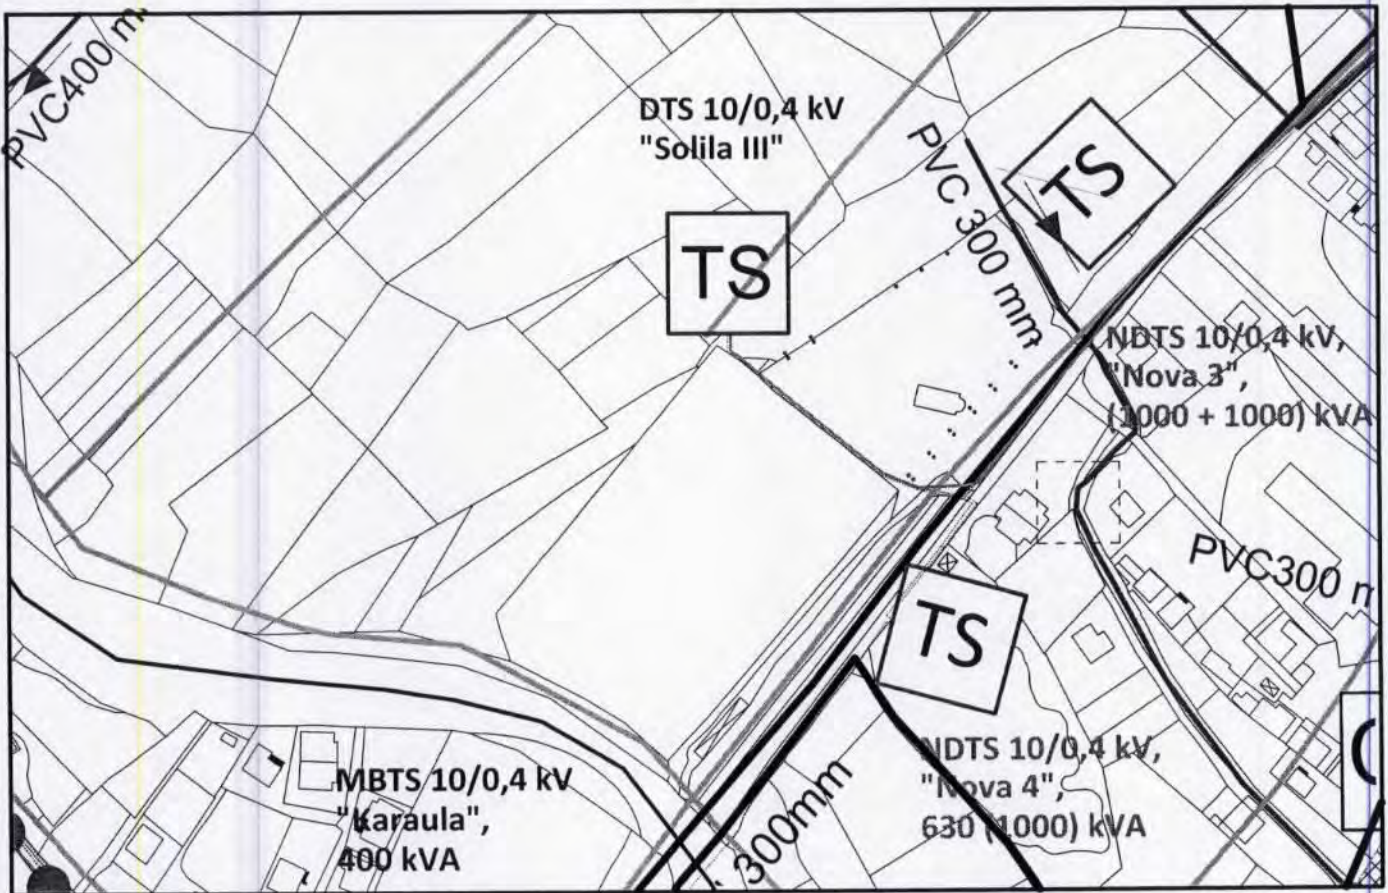 PVC400 m
DTS 10/0,4 kV
"Solila III"
TS
PVC 300 mm
TS
NDTS 10/0,4 kV,
"Nova 3",
(1000 + 1000) kVA
PVC300 m
TS
NDTS 10/0,4 kV,
"Nova 4",
630 (1000) kVA
MBTS 10/0,4 kV
"Karaula",
400 kVA
300mm